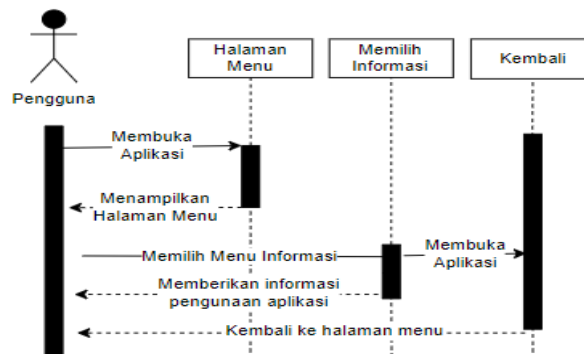 Halaman
Menu
Memilih
Informasi
Kembali
Pengguna
Membuka
Aplikasi
Menampilkan
Halaman Menu
Memilih Menu Informasi
Membuka
Aplikasi
Memberikan informasi
pengunaan aplikasi
Kembali ke halaman menu